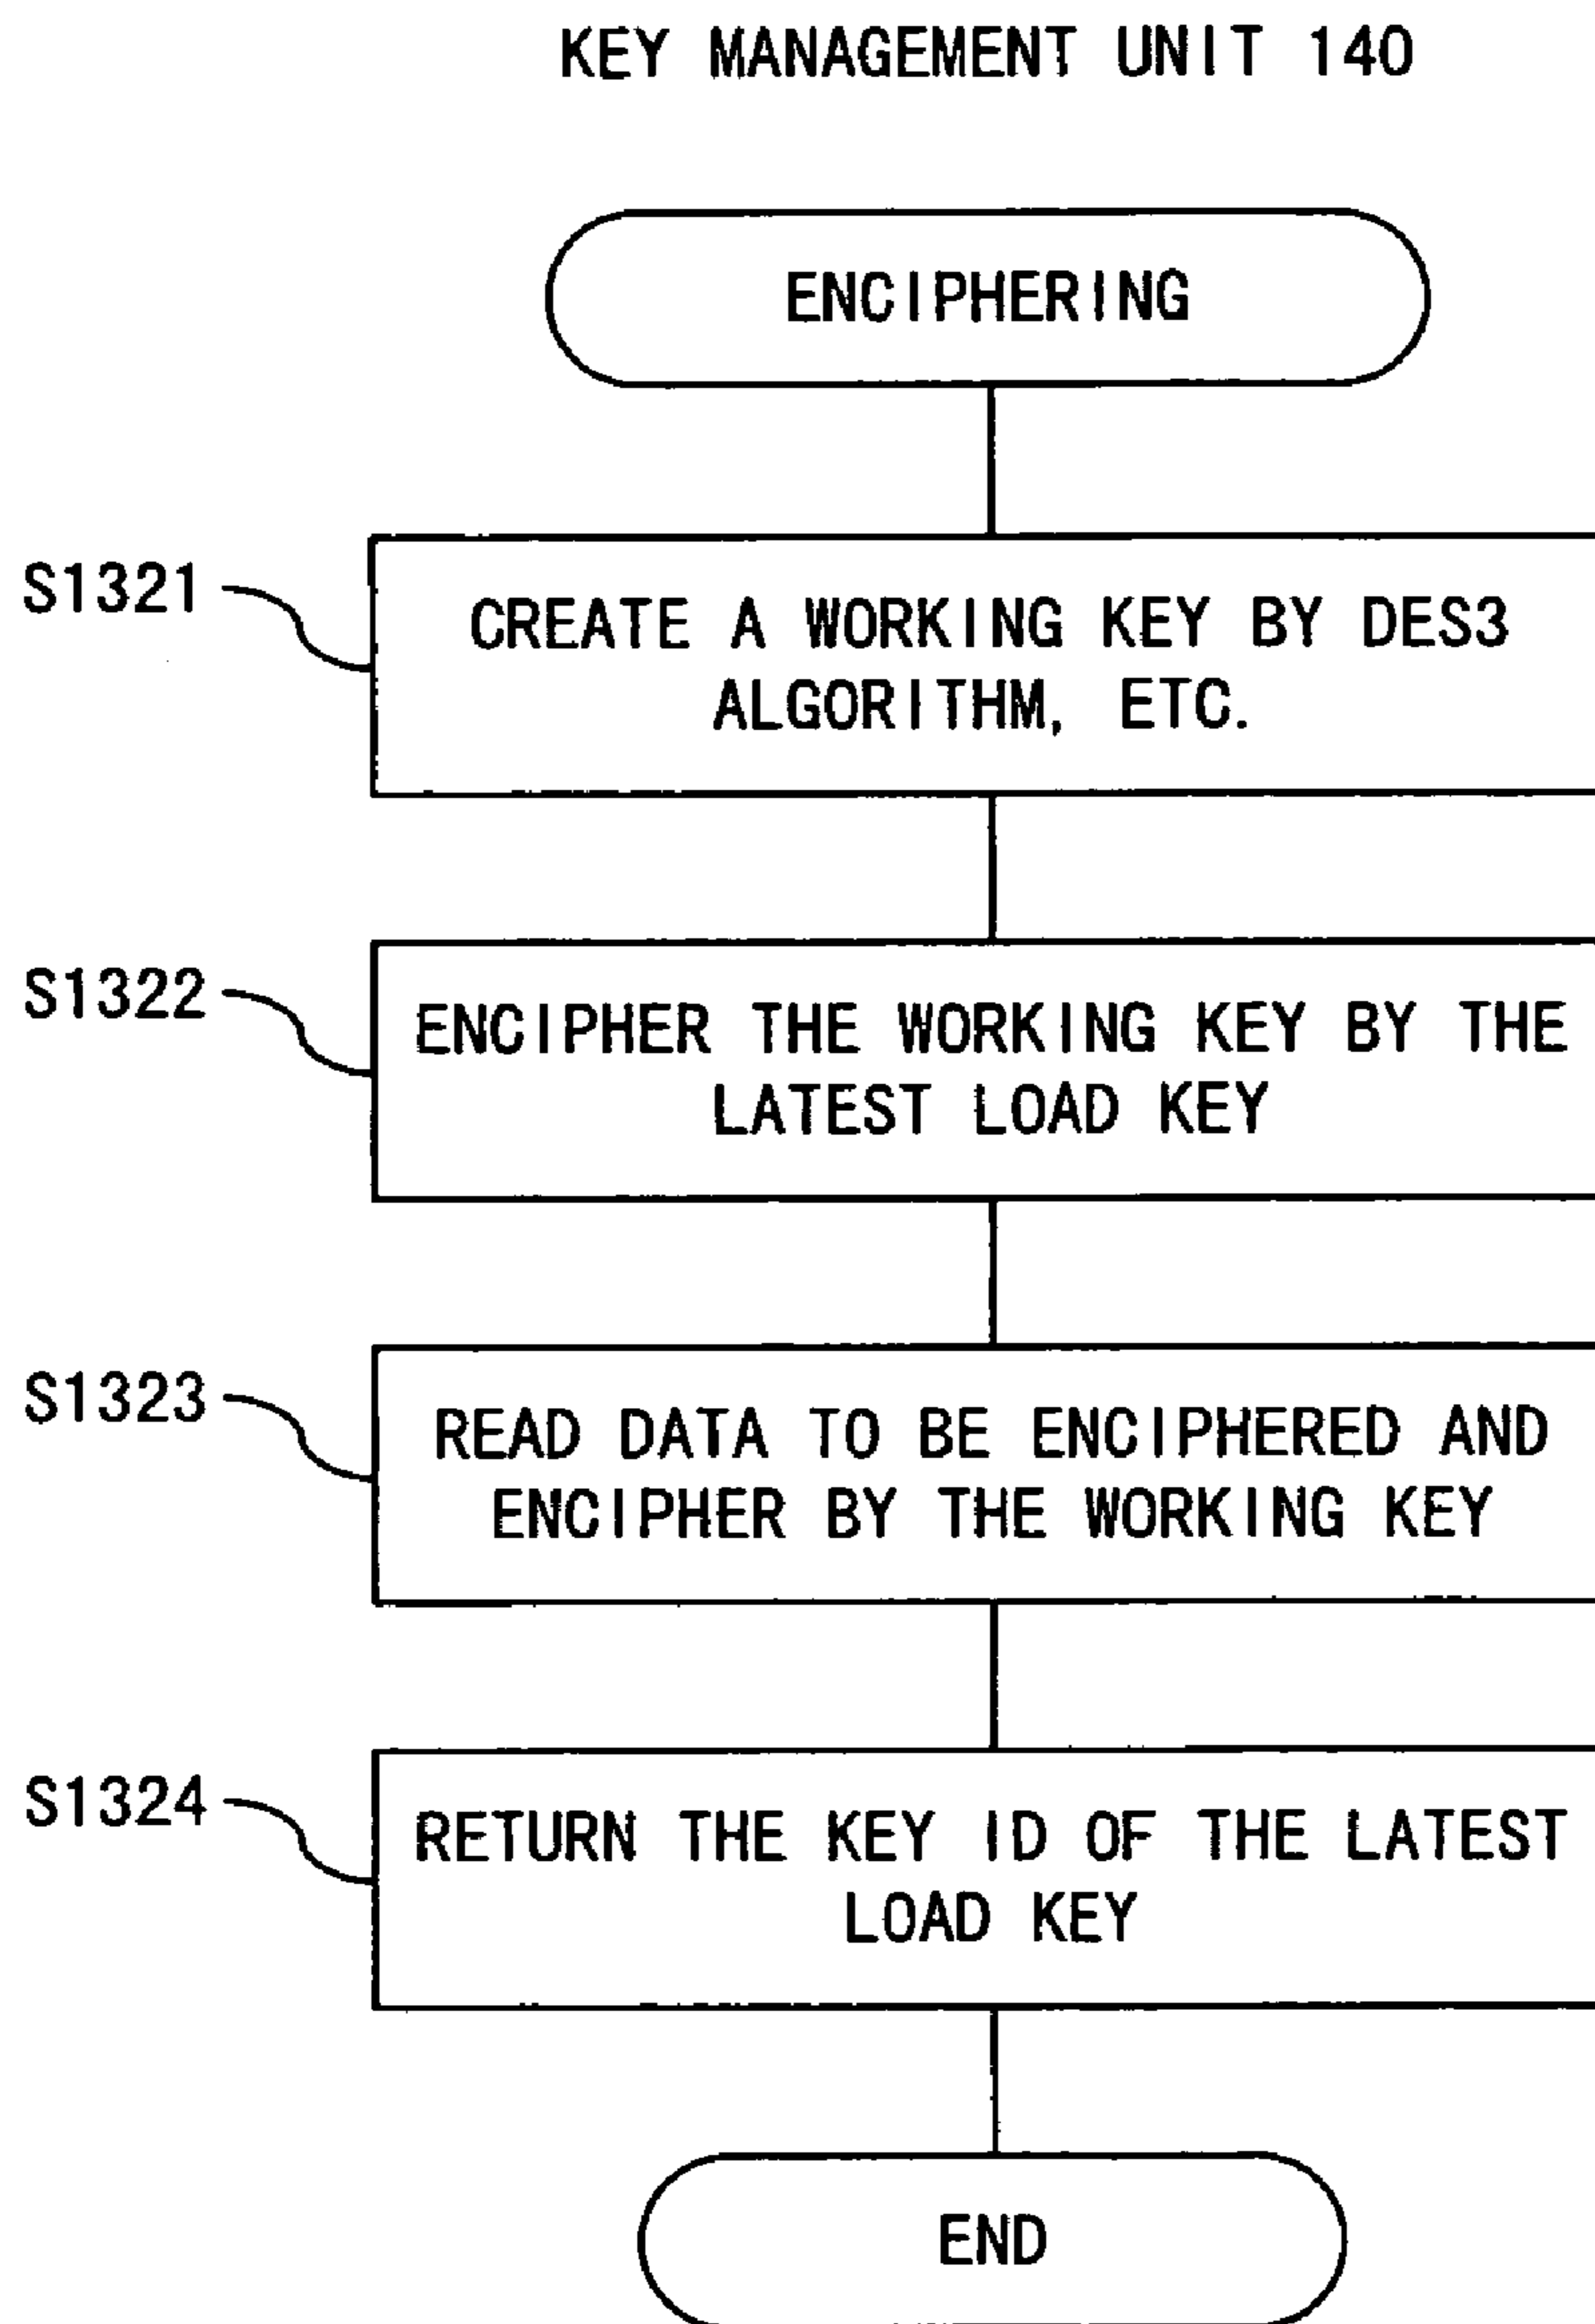 KEY MANAGEMENT UNIT 140
ENCIPHERING
S1321
CREATE A WORKING KEY BY DES3
ALGORITHM, ETC.
S1322
ENCIPHER THE WORKING KEY BY THE
LATEST LOAD KEY
S1323
READ DATA TO BE ENCIPHERED AND
ENCIPHER BY THE WORKING KEY
S1324
RETURN THE KEY ID OF THE LATEST
LOAD KEY
END